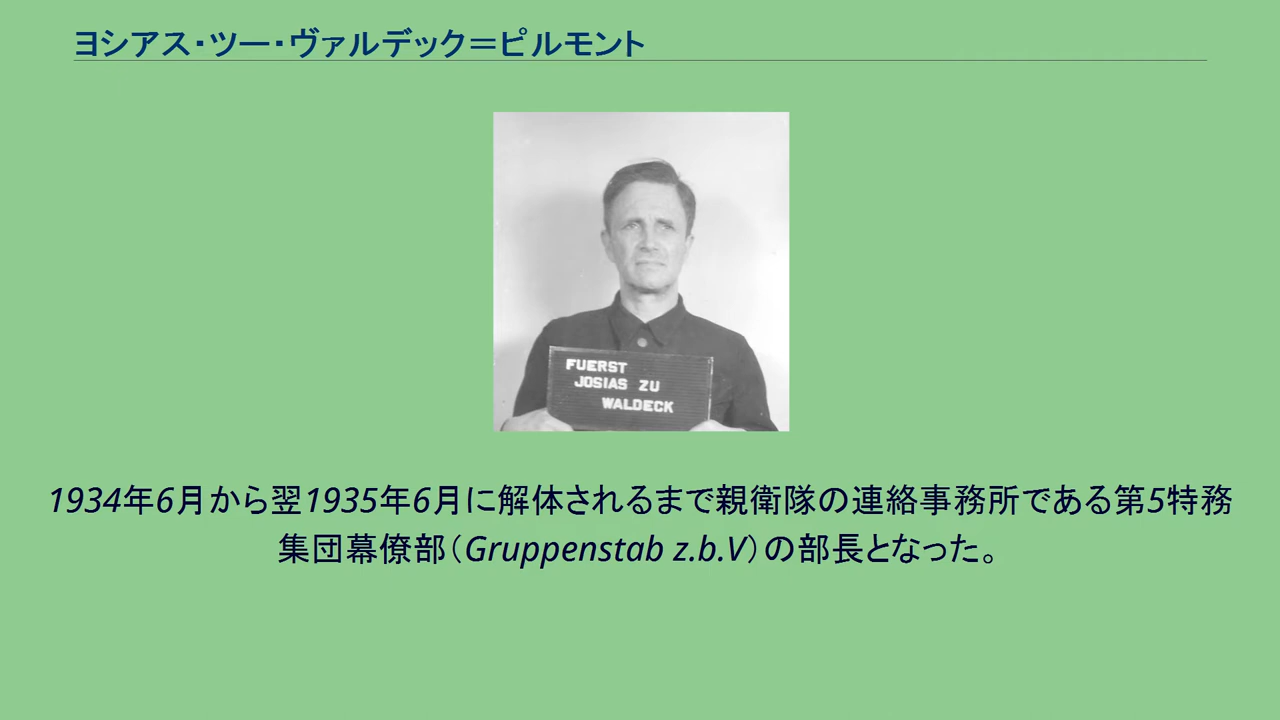 ヨシアス・ツー・ヴァルデック＝ピルモント
FUERST
JOSIAS ZU
WALDECK
1934年6月から翌1935年6月に解体されるまで親衛隊の連絡事務所である第5特務
集団幕僚部（Gruppenstab z.b.V）の部長となった。